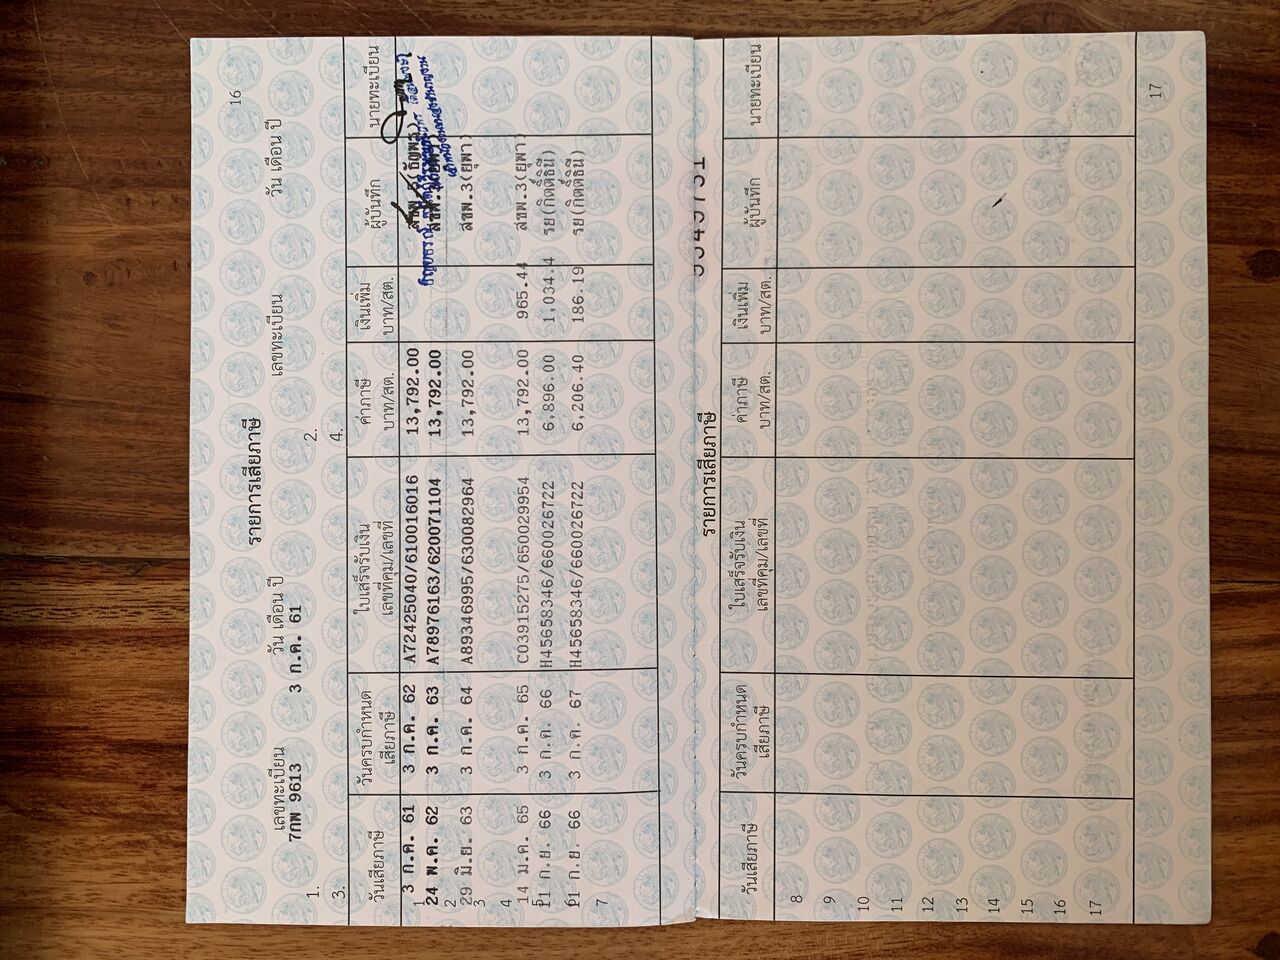 16
รายการเสียภาษี
เลขทะเบียน วัน เดือน ปี เลขทะเบียน วัน เดือน ปี
1. 7กพ 9613 3 ก.ค. 61 2.
3. 4.
วันเสียภาษี วันครบกำหนด เสียภาษี ใบเสร็จรับเงิน เลขที่คุม/เลขที่ ค่าภาษี บาท/สต. เงินเพิ่ม บาท/สต. ผู้บันทึก นายทะเบียน
1 3 ก.ค. 61 3 ก.ค. 62 A72425040/610016016 13,792.00
2 24 พ.ค. 62 3 ก.ค. 63 A78976163/620071104 13,792.00
3 29 มิ.ย. 63 3 ก.ค. 64 A89346995/630082964 13,792.00 สขพ.3(ยุพา)
4
5 14 ม.ค. 65 3 ก.ค. 65 C03915275/650029954 13,792.00 965.44 สขพ.3(ยุพา)
11 ก.ย. 66 3 ก.ค. 66 H45658346/660026722 6,896.00 1,034.4 รย(กิตติธินี)
6 11 ก.ย. 66 3 ก.ค. 67 H45658346/660026722 6,206.40 186.19 รย(กิตติธินี)
7
รายการเสียภาษี
วันเสียภาษี วันครบกำหนด เสียภาษี ใบเสร็จรับเงิน เลขที่คุม/เลขที่ ค่าภาษี บาท/สต. เงินเพิ่ม บาท/สต. ผู้บันทึก นายทะเบียน
8
9
10
11
12
13
14
15
16
17
17